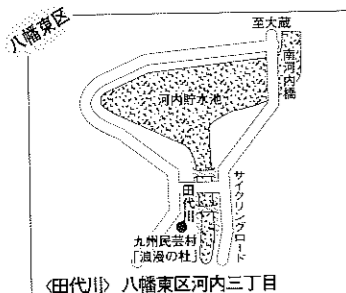 八幡東区
至大蔵
南河内橋
河内貯水池
田代川
サイクリングロード
九州民芸村
「浪漫の杜」
〈田代川〉 八幡東区河内三丁目